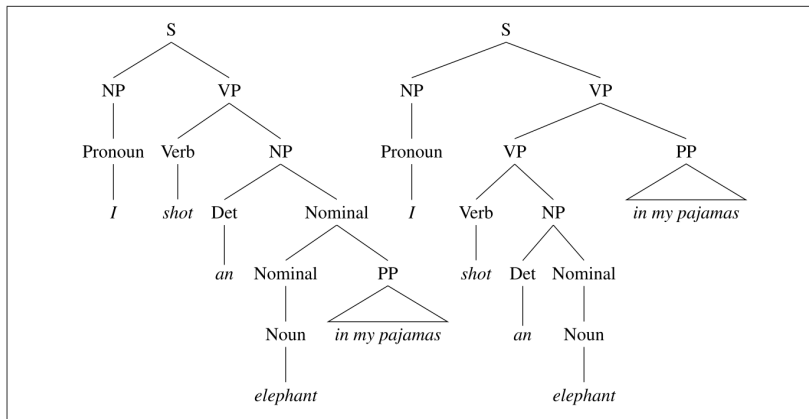 S S
NP VP NP VP
Pronoun Verb NP Pronoun VP PP
I shot Det Nominal I Verb NP in my pajamas
an Nominal PP shot Det Nominal
Noun in my pajamas an Noun
elephant elephant